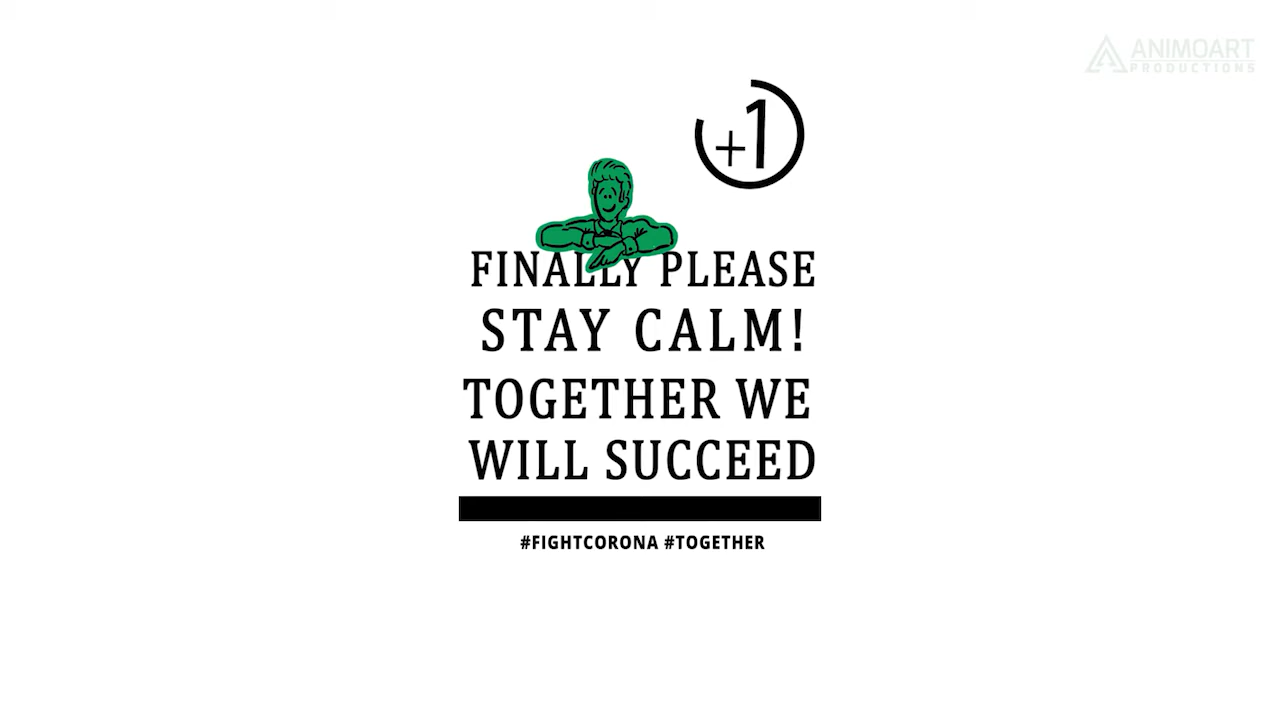 ANIMOART
PRODUCTIONS
+1
FINALLY PLEASE
STAY CALM!
TOGETHER WE
WILL SUCCEED
#FIGHTCORONA #TOGETHER